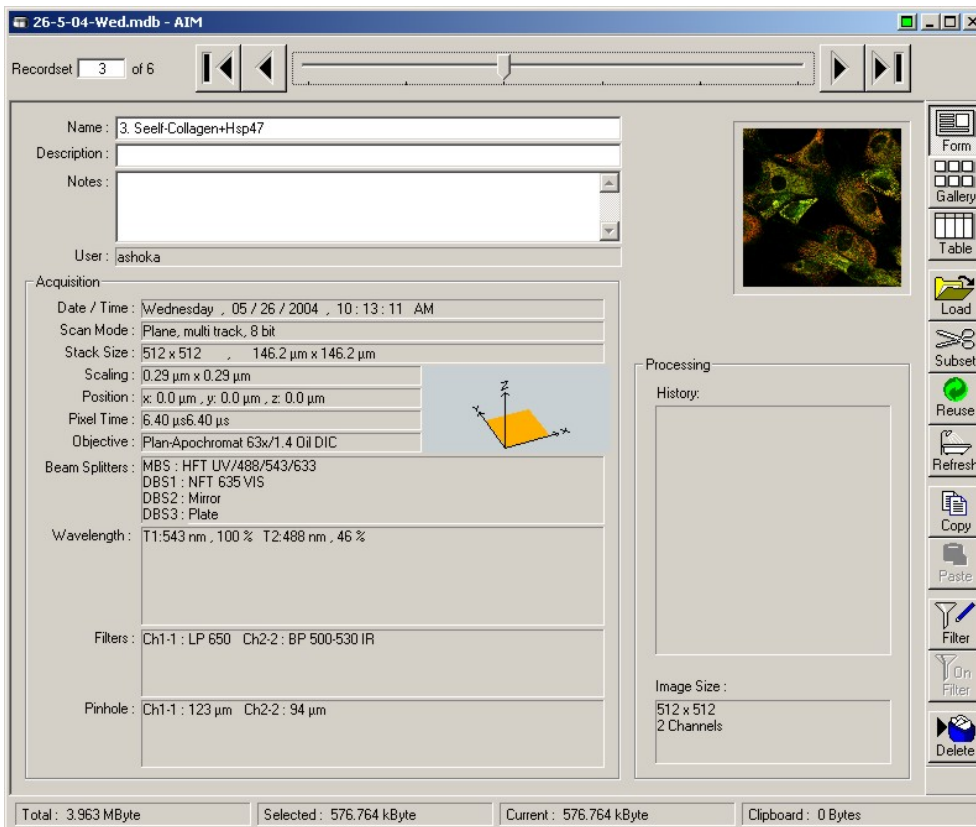 26-5-04-Wed.mdb - AIM
Recordset 3 of 6
Name : 3. Seelf-Collagen+Hsp47
Description :
Notes :
User : ashoka
Acquisition
Date / Time : Wednesday , 05 / 26 / 2004 , 10 : 13 : 11 AM
Scan Mode : Plane, multi track, 8 bit
Stack Size : 512 x 512 , 146.2 µm x 146.2 µm
Scaling : 0.29 µm x 0.29 µm
Position : x: 0.0 µm , y: 0.0 µm , z: 0.0 µm
Pixel Time : 6.40 µs6.40 µs
Objective : Plan-Apochromat 63x/1.4 Oil DIC
Z
Y
X
Beam Splitters : MBS : HFT UV/488/543/633
DBS1 : NFT 635 VIS
DBS2 : Mirror
DBS3 : Plate
Wavelength : T1:543 nm , 100 % T2:488 nm , 46 %
Filters : Ch1-1 : LP 650 Ch2-2 : BP 500-530 IR
Pinhole : Ch1-1 : 123 µm Ch2-2 : 94 µm
Processing
History:
Image Size :
512 x 512
2 Channels
Form
Gallery
Table
Load
Subset
Reuse
Refresh
Copy
Paste
Filter
On
Filter
Delete
Total : 3.963 MByte
Selected : 576.764 kByte
Current : 576.764 kByte
Clipboard : 0 Bytes